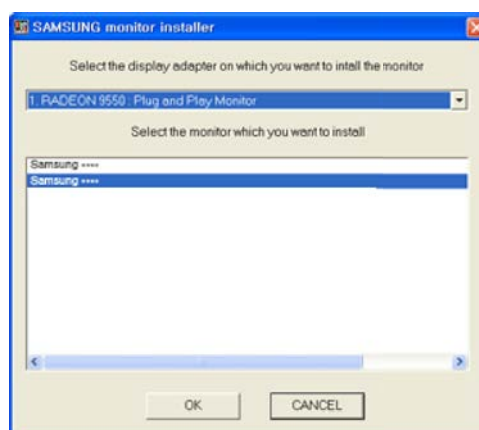 SAMSUNG monitor installer
Select the display adapter on which you want to intall the monitor
1. RADEON 9550 : Plug and Play Monitor
Select the monitor which you want to install
Samsung ****
Samsung ****
OK
CANCEL